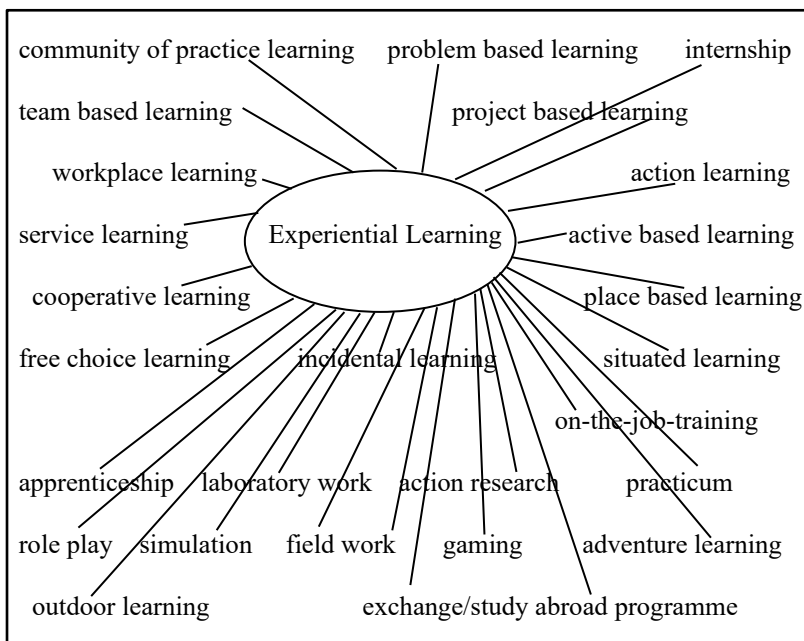 community of practice learning problem based learning internship
team based learning project based learning
workplace learning action learning
service learning Experiential Learning active based learning
cooperative learning place based learning
free choice learning incidental learning situated learning
on-the-job-training
apprenticeship laboratory work action research practicum
role play simulation field work gaming adventure learning
outdoor learning exchange/study abroad programme